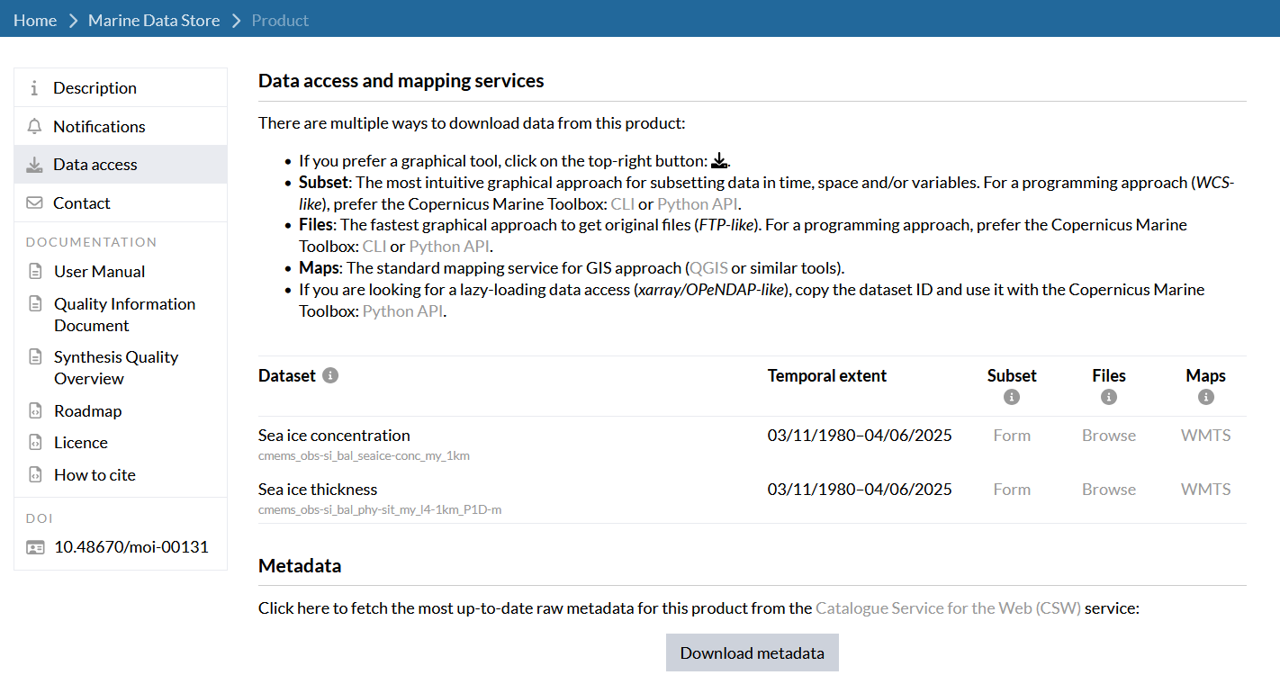 Home > Marine Data Store > Product
Description
Notifications
Data access
Contact
DOCUMENTATION
User Manual
Quality Information
Document
Synthesis Quality
Overview
Roadmap
Licence
How to cite
DOI
10.48670/moi-00131
Data access and mapping services
There are multiple ways to download data from this product:
• If you prefer a graphical tool, click on the top-right button: .
• Subset: The most intuitive graphical approach for subsetting data in time, space and/or variables. For a programming approach (WCS-
like), prefer the Copernicus Marine Toolbox: CLI or Python API.
• Files: The fastest graphical approach to get original files (FTP-like). For a programming approach, prefer the Copernicus Marine
Toolbox: CLI or Python API.
• Maps: The standard mapping service for GIS approach (QGIS or similar tools).
• If you are looking for a lazy-loading data access (xarray/OPeNDAP-like), copy the dataset ID and use it with the Copernicus Marine
Toolbox: Python API.
Dataset Temporal extent Subset Files Maps
Sea ice concentration 03/11/1980–04/06/2025 Form Browse WMTS
cmems_obs-si_bal_seaice-conc_my_1km
Sea ice thickness 03/11/1980–04/06/2025 Form Browse WMTS
cmems_obs-si_bal_phy-sit_my_l4-1km_P1D-m
Metadata
Click here to fetch the most up-to-date raw metadata for this product from the Catalogue Service for the Web (CSW) service:
Download metadata